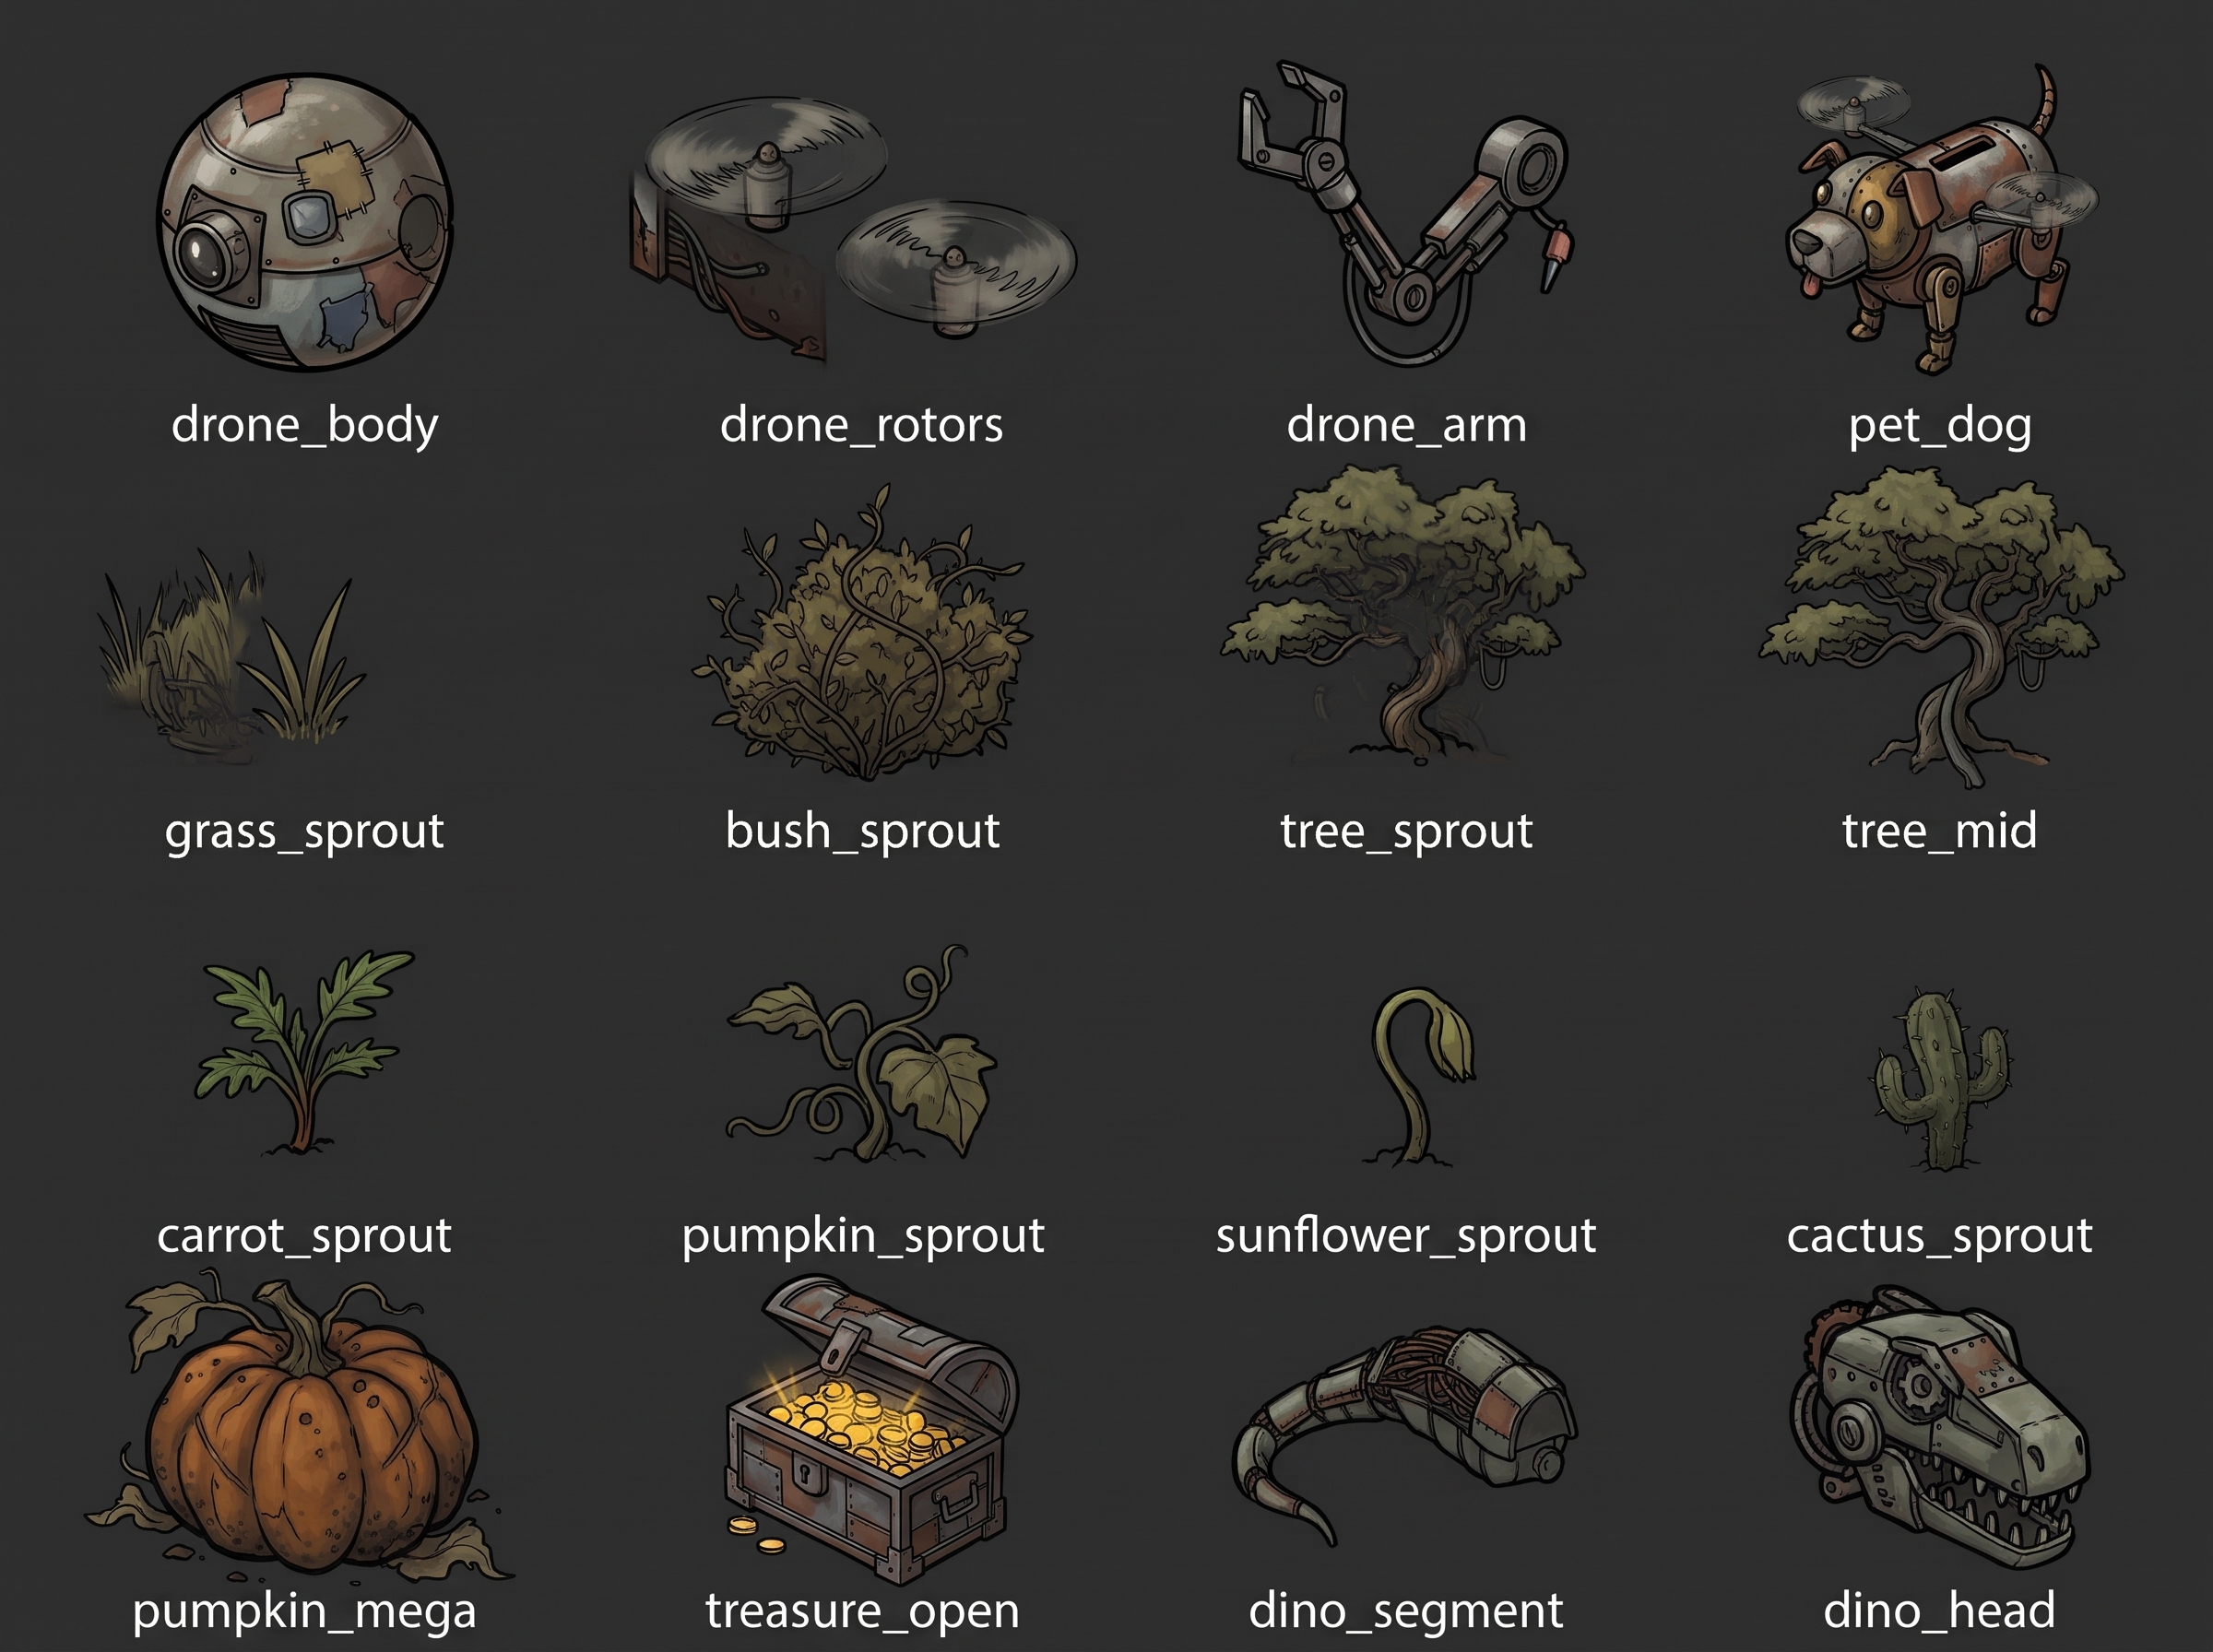 drone_body
drone_rotors
drone_arm
pet_dog
grass_sprout
bush_sprout
tree_sprout
tree_mid
carrot_sprout
pumpkin_sprout
sunflower_sprout
cactus_sprout
pumpkin_mega
treasure_open
dino_segment
dino_head